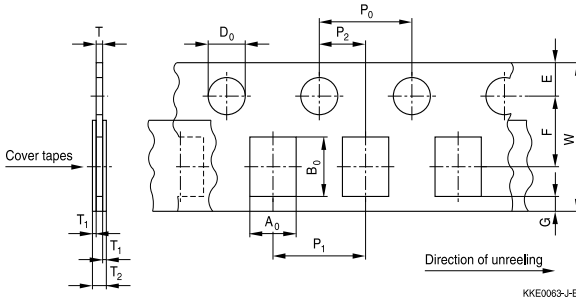 P0
T
D0
P2
E
F
W
Cover tapes
B0
T1
A0
G
T1
P1
T2
Direction of unreeling
KKE0063-J-E